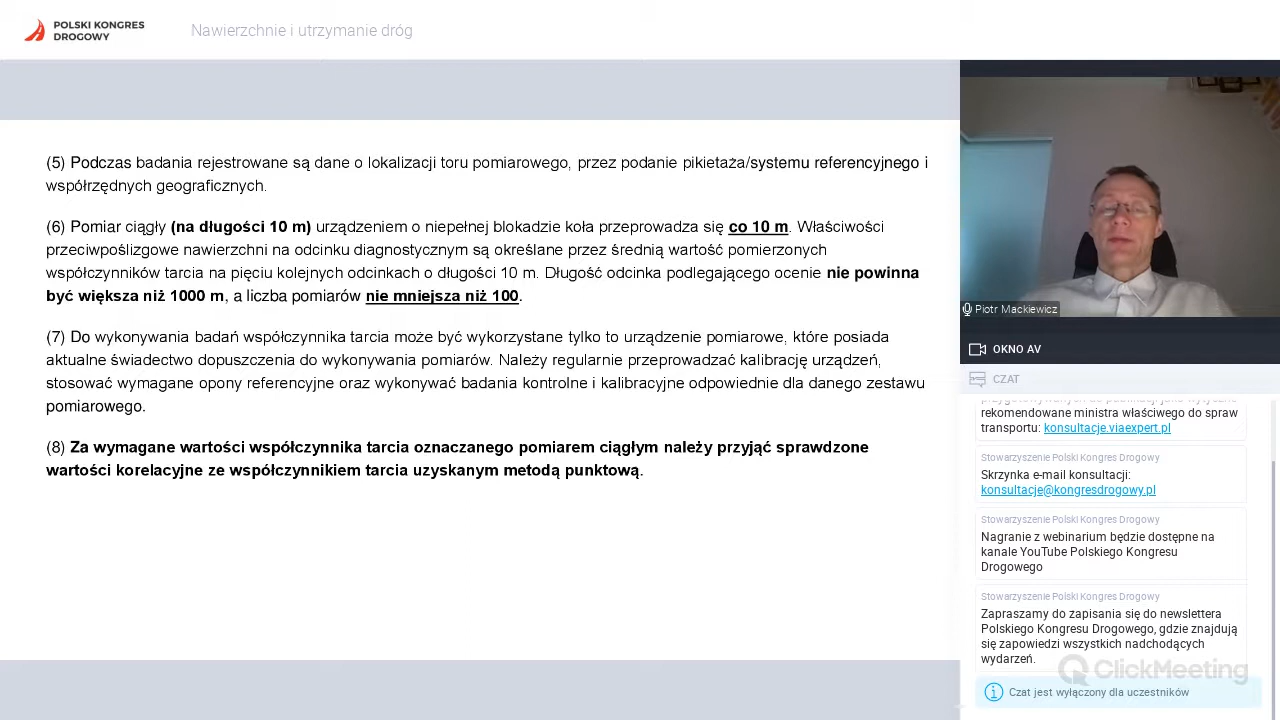 POLSKI KONGRES
DROGOWY
Nawierzchnie i utrzymanie dróg
(5) Podczas badania rejestrowane są dane o lokalizacji toru pomiarowego, przez podanie pikietaża/systemu referencyjnego i
współrzędnych geograficznych.
(6) Pomiar ciągły (na długości 10 m) urządzeniem o niepełnej blokadzie koła przeprowadza się co 10 m. Właściwości
przeciwpoślizgowe nawierzchni na odcinku diagnostycznym są określane przez średnią wartość pomierzonych
współczynników tarcia na pięciu kolejnych odcinkach o długości 10 m. Długość odcinka podlegającego ocenie nie powinna
być większa niż 1000 m, a liczba pomiarów nie mniejsza niż 100.
(7) Do wykonywania badań współczynnika tarcia może być wykorzystane tylko to urządzenie pomiarowe, które posiada
aktualne świadectwo dopuszczenia do wykonywania pomiarów. Należy regularnie przeprowadzać kalibrację urządzeń,
stosować wymagane opony referencyjne oraz wykonywać badania kontrolne i kalibracyjne odpowiednie dla danego zestawu
pomiarowego.
(8) Za wymagane wartości współczynnika tarcia oznaczanego pomiarem ciągłym należy przyjąć sprawdzone
wartości korelacyjne ze współczynnikiem tarcia uzyskanym metodą punktową.
Piotr Mackiewicz
OKNO AV
CZAT
rekomendowane ministra właściwego do spraw
transportu: konsultacje.viaexpert.pl
Stowarzyszenie Polski Kongres Drogowy
Skrzynka e-mail konsultacji:
konsultacje@kongresdrogowy.pl
Stowarzyszenie Polski Kongres Drogowy
Nagranie z webinarium będzie dostępne na
kanale YouTube Polskiego Kongresu
Drogowego
Stowarzyszenie Polski Kongres Drogowy
Zapraszamy do zapisania się do newslettera
Polskiego Kongresu Drogowego, gdzie znajdują
się zapowiedzi wszystkich nadchodzących
wydarzeń.
ClickMeeting
Czat jest wyłączony dla uczestników